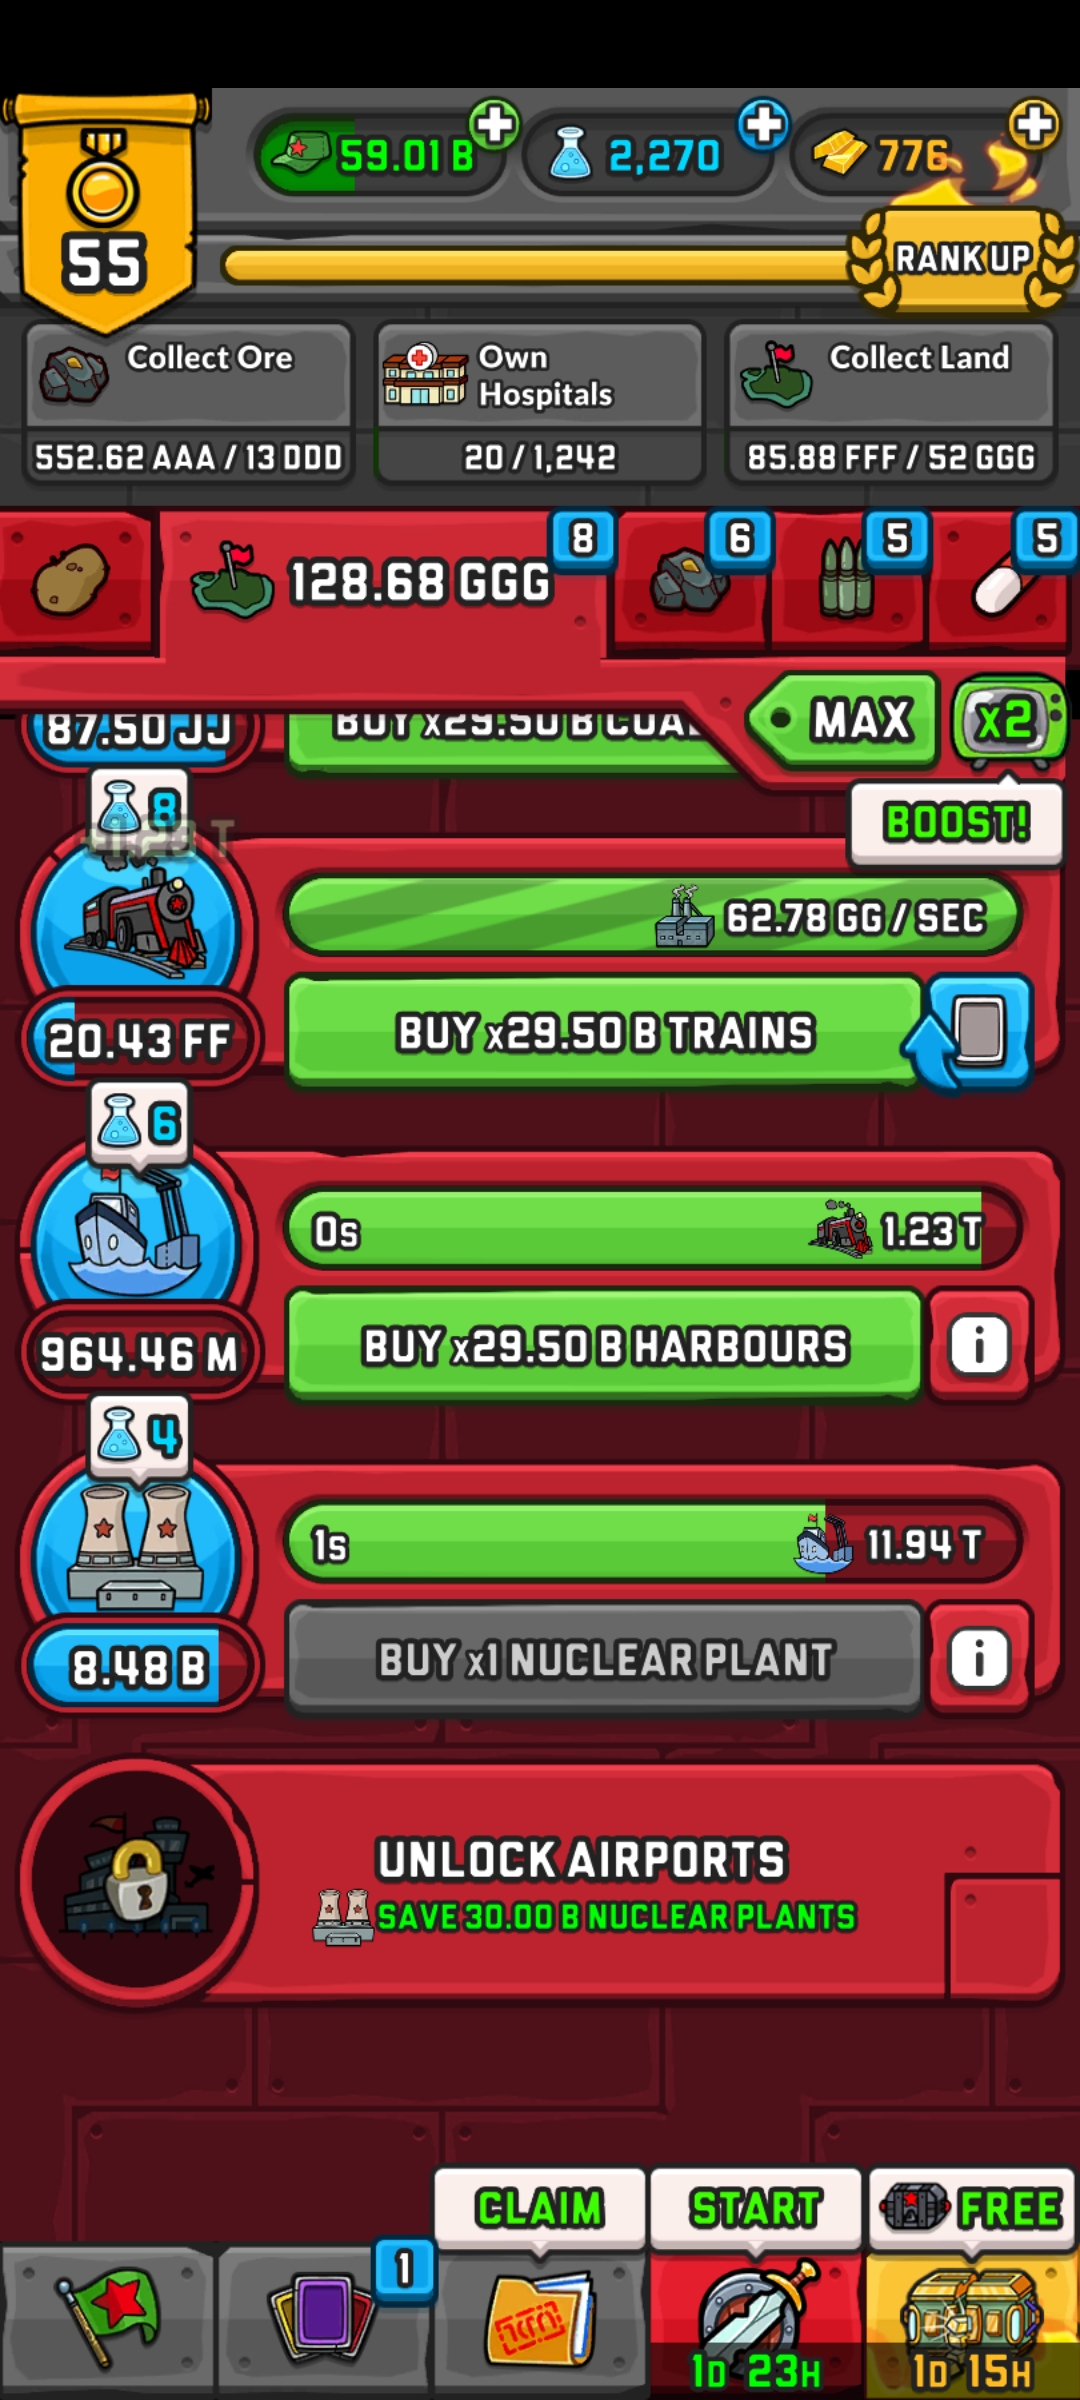 59.01 B
2,270
776
55
RANK UP
Collect Ore
552.62 AAA / 13 DDD
Own
Hospitals
20 / 1,242
Collect Land
85.88 FFF / 52 GGG
128.68 GGG
8
6
5
5
MAX
x2
BOOST!
87.50 JJ
BUY x29.50 B COAL
8
1.23 T
62.78 GG / SEC
20.43 FF
BUY x29.50 B TRAINS
6
0s
1.23 T
964.46 M
BUY x29.50 B HARBOURS
i
4
1s
11.94 T
8.48 B
BUY x1 NUCLEAR PLANT
i
UNLOCK AIRPORTS
SAVE 30.00 B NUCLEAR PLANTS
CLAIM
START
FREE
1
1D 23H
1D 15H